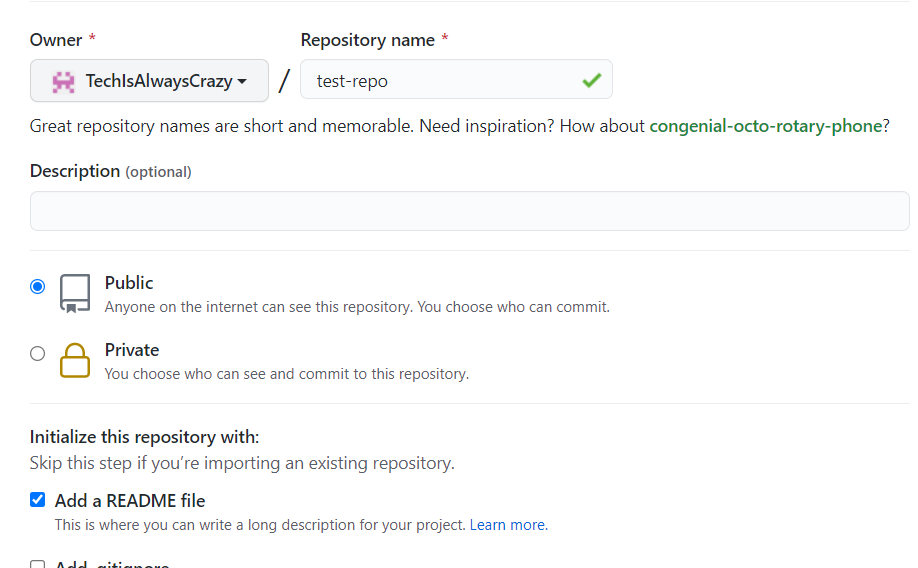 Owner *
Repository name *
TechIsAlwaysCrazy / test-repo
Great repository names are short and memorable. Need inspiration? How about congenial-octo-rotary-phone?
Description (optional)
Public
Anyone on the internet can see this repository. You choose who can commit.
Private
You choose who can see and commit to this repository.
Initialize this repository with:
Skip this step if you’re importing an existing repository.
Add a README file
This is where you can write a long description for your project. Learn more.
Add .gitignore